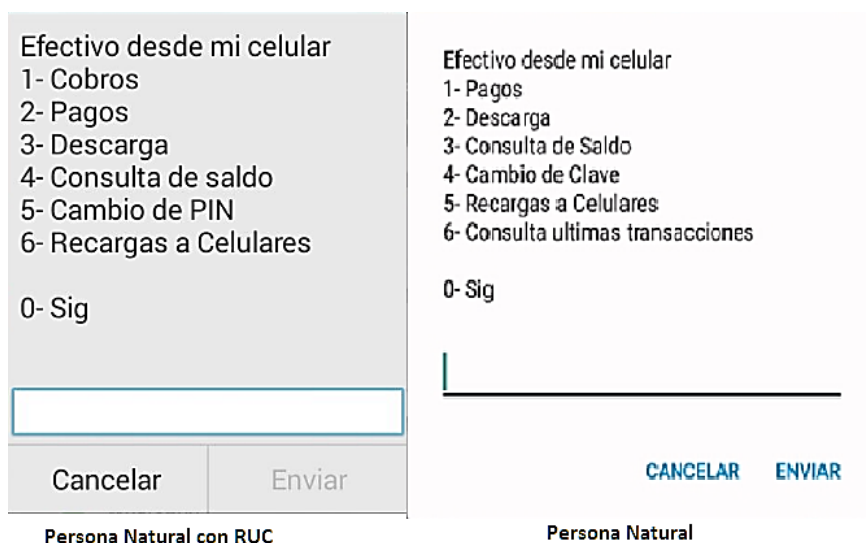 Efectivo desde mi celular
1- Cobros
2- Pagos
3- Descarga
4- Consulta de saldo
5- Cambio de PIN
6- Recargas a Celulares
0- Sig
Cancelar
Enviar
Persona Natural con RUC
Efectivo desde mi celular
1- Pagos
2- Descarga
3- Consulta de Saldo
4- Cambio de Clave
5- Recargas a Celulares
6- Consulta ultimas transacciones
0- Sig
CANCELAR
ENVIAR
Persona Natural